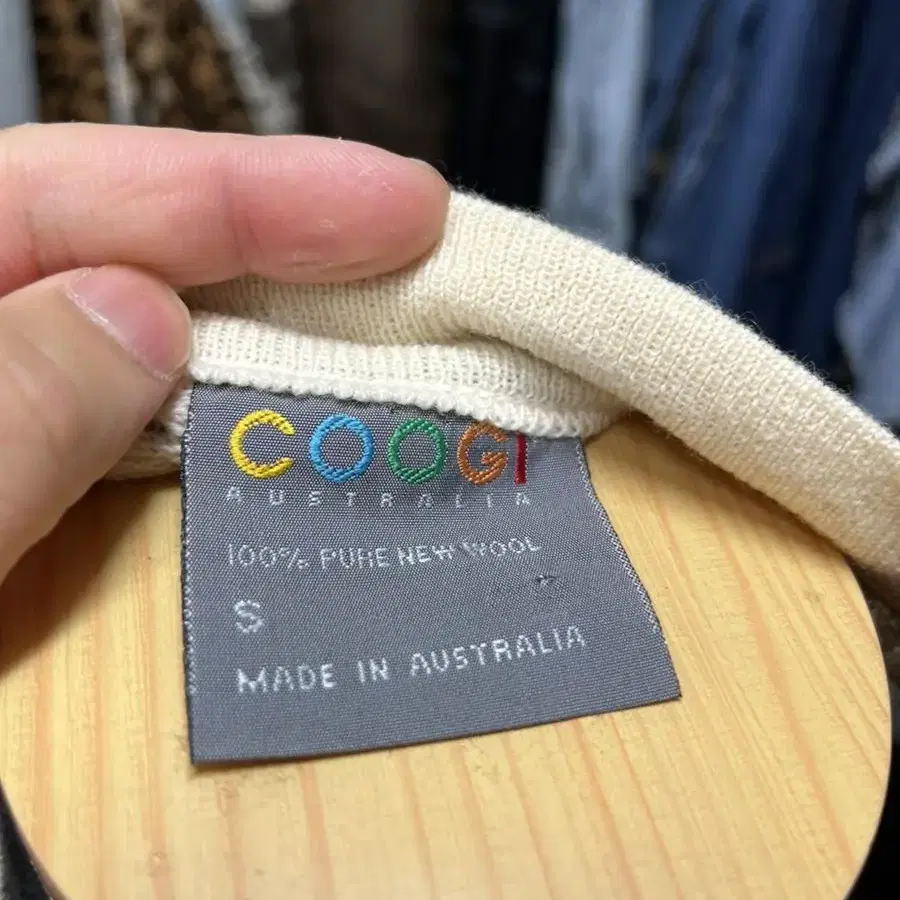 COOGI
AUSTRALIA
100% PURE NEW WOOL
S
MADE IN AUSTRALIA